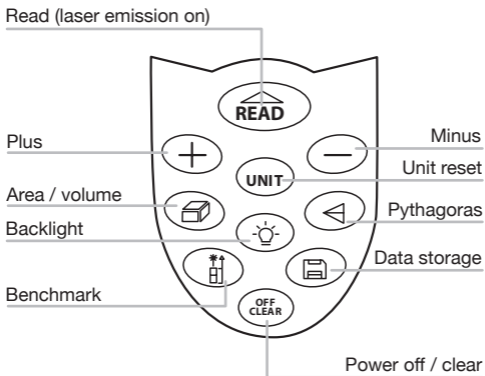 Read (laser emission on)
READ
Plus
Minus
UNIT
Unit reset
Area / volume
Pythagoras
Backlight
Data storage
Benchmark
OFF
CLEAR
Power off / clear